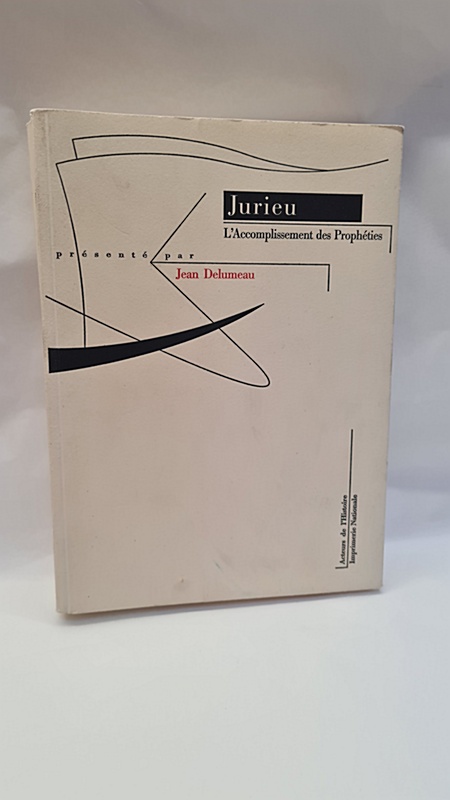 Jurieu
L'Accomplissement des Prophéties
présenté par
Jean Delumeau
Acteurs de l'Histoire
Imprimerie Nationale